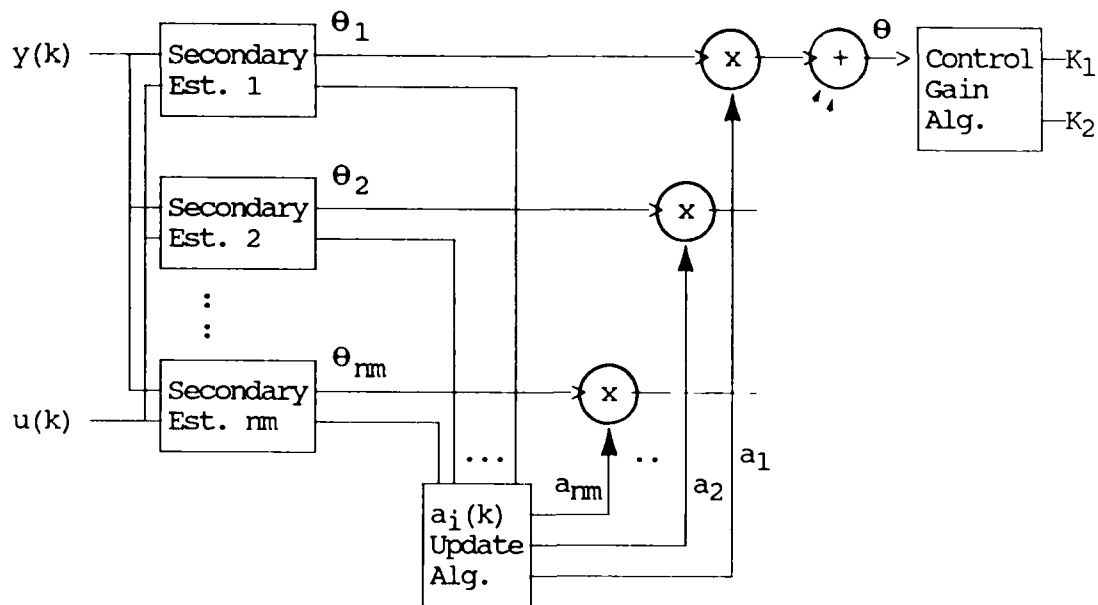 θ1
θ
y(k)
Secondary
Est. 1
x
+
Control
Gain
Alg.
K1
K2
θ2
Secondary
Est. 2
x
:
:
θnm
Secondary
Est. nm
x
u(k)
...
..
anm
a2
a1
ai(k)
Update
Alg.